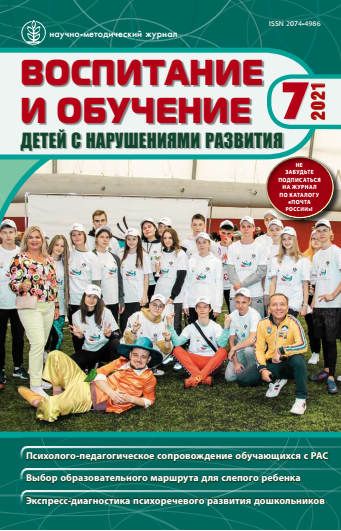 ISSN 2074-4986
научно-методический журнал
ВОСПИТАНИЕ
И ОБУЧЕНИЕ
ДЕТЕЙ С НАРУШЕНИЯМИ РАЗВИТИЯ
7
2021
НЕ
ЗАБУДЬТЕ
ПОДПИСАТЬСЯ
НА ЖУРНАЛ
ПО КАТАЛОГУ
«ПОЧТА
РОССИИ»!
Психолого-педагогическое сопровождение обучающихся с РАС
Выбор образовательного маршрута для слепого ребенка
Экспресс-диагностика психоречевого развития дошкольников